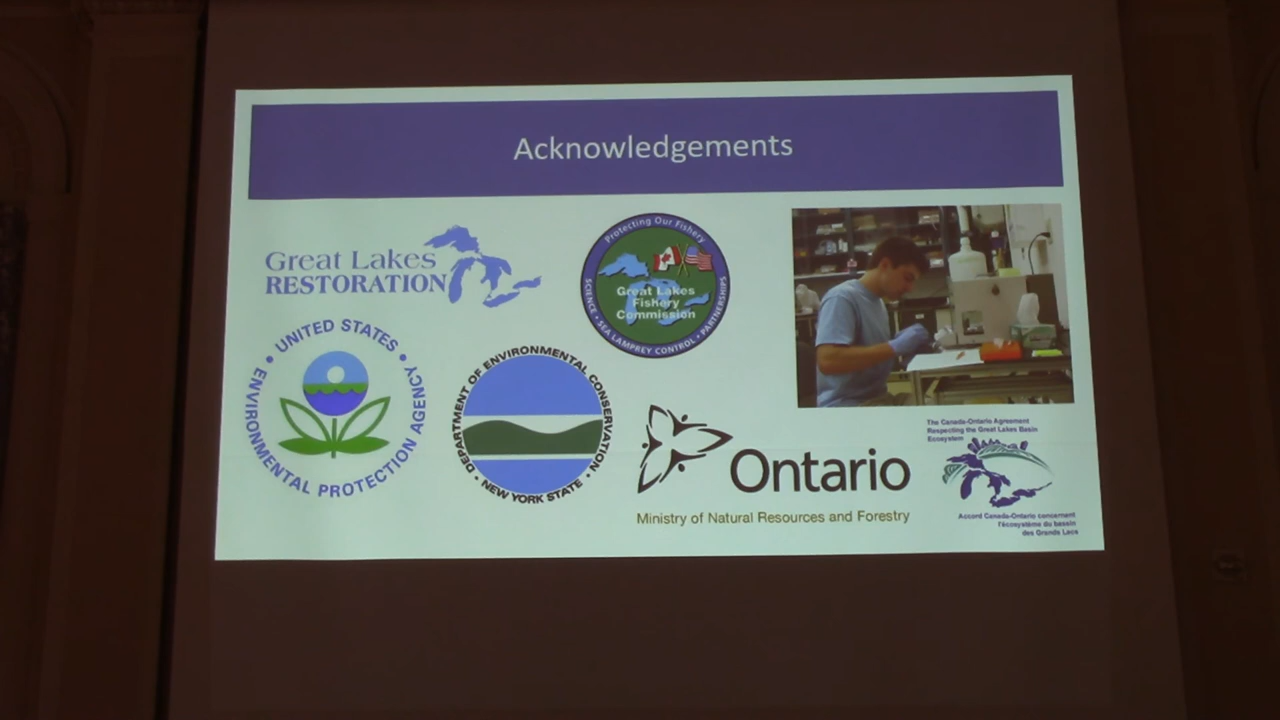 Acknowledgements
Great Lakes
RESTORATION
Protecting Our Fishery
Great Lakes
Fishery
Commission
SCIENCE • SEA LAMPREY CONTROL • PARTNERSHIPS
UNITED STATES
• ENVIRONMENTAL PROTECTION AGENCY •
DEPARTMENT OF ENVIRONMENTAL CONSERVATION
• NEW YORK STATE •
Ontario
Ministry of Natural Resources and Forestry
The Canada-Ontario Agreement
Respecting the Great Lakes Basin
Ecosystem
Accord Canada-Ontario concernant
l'écosystème du bassin
des Grands Lacs